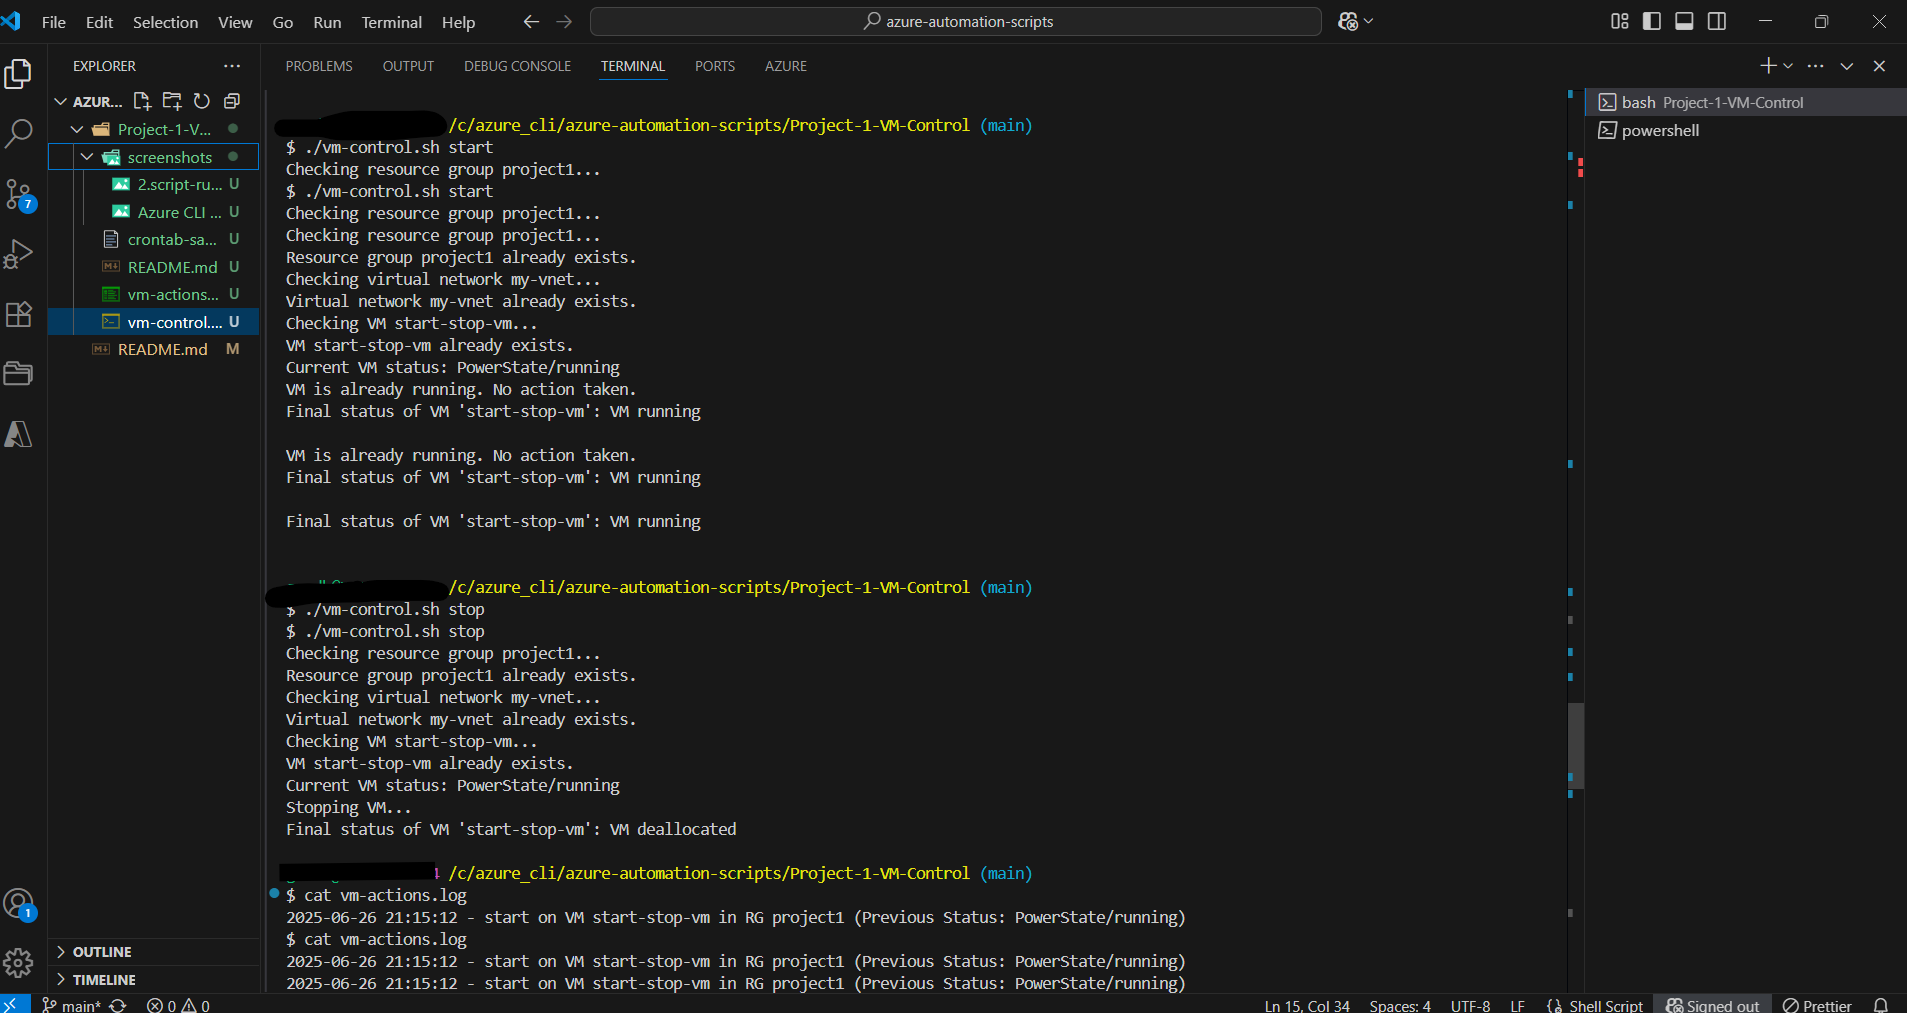 File Edit Selection View Go Run Terminal Help
azure-automation-scripts
EXPLORER
AZUR...
Project-1-V...
screenshots
2.script-ru... U
Azure CLI ... U
crontab-sa... U
README.md U
vm-actions... U
vm-control.... U
README.md M
7
1
OUTLINE
TIMELINE
PROBLEMS OUTPUT DEBUG CONSOLE TERMINAL PORTS AZURE
/c/azure_cli/azure-automation-scripts/Project-1-VM-Control (main)
$ ./vm-control.sh start
Checking resource group project1...
$ ./vm-control.sh start
Checking resource group project1...
Checking resource group project1...
Resource group project1 already exists.
Checking virtual network my-vnet...
Virtual network my-vnet already exists.
Checking VM start-stop-vm...
VM start-stop-vm already exists.
Current VM status: PowerState/running
VM is already running. No action taken.
Final status of VM 'start-stop-vm': VM running
VM is already running. No action taken.
Final status of VM 'start-stop-vm': VM running
Final status of VM 'start-stop-vm': VM running
/c/azure_cli/azure-automation-scripts/Project-1-VM-Control (main)
$ ./vm-control.sh stop
$ ./vm-control.sh stop
Checking resource group project1...
Resource group project1 already exists.
Checking virtual network my-vnet...
Virtual network my-vnet already exists.
Checking VM start-stop-vm...
VM start-stop-vm already exists.
Current VM status: PowerState/running
Stopping VM...
Final status of VM 'start-stop-vm': VM deallocated
/c/azure_cli/azure-automation-scripts/Project-1-VM-Control (main)
$ cat vm-actions.log
2025-06-26 21:15:12 - start on VM start-stop-vm in RG project1 (Previous Status: PowerState/running)
$ cat vm-actions.log
2025-06-26 21:15:12 - start on VM start-stop-vm in RG project1 (Previous Status: PowerState/running)
2025-06-26 21:15:12 - start on VM start-stop-vm in RG project1 (Previous Status: PowerState/running)
bash Project-1-VM-Control
powershell
main* 0 0
Ln 15, Col 34 Spaces: 4 UTF-8 LF {} Shell Script Signed out Prettier